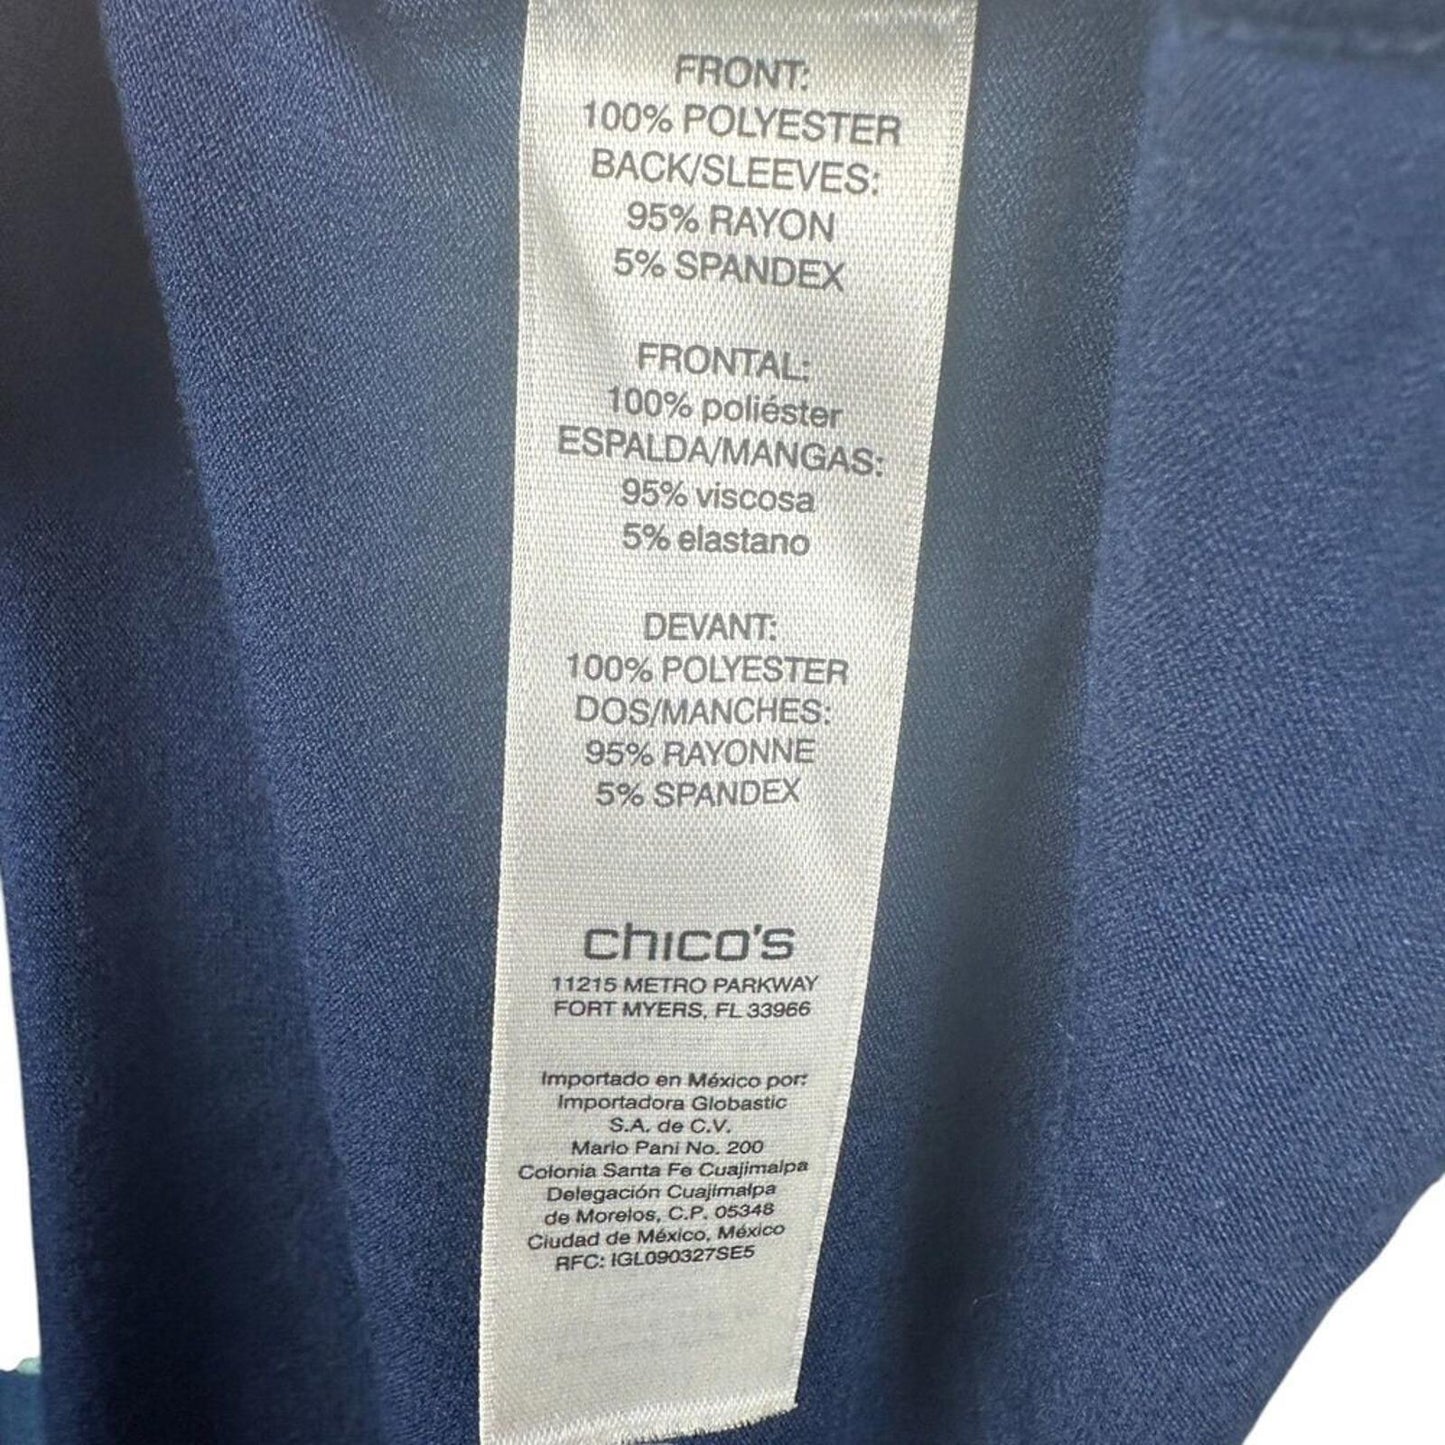 FRONT:
100% POLYESTER
BACK/SLEEVES:
95% RAYON
5% SPANDEX
FRONTAL:
100% poliéster
ESPALDA/MANGAS:
95% viscosa
5% elastano
DEVANT:
100% POLYESTER
DOS/MANCHES:
95% RAYONNE
5% SPANDEX
chico's
11215 METRO PARKWAY
FORT MYERS, FL 33966
Importado en México por:
Importadora Globastic
S.A. de C.V.
Mario Pani No. 200
Colonia Santa Fe Cuajimalpa
Delegación Cuajimalpa
de Morelos, C.P. 05348
Ciudad de México, México
RFC: IGL090327SE5